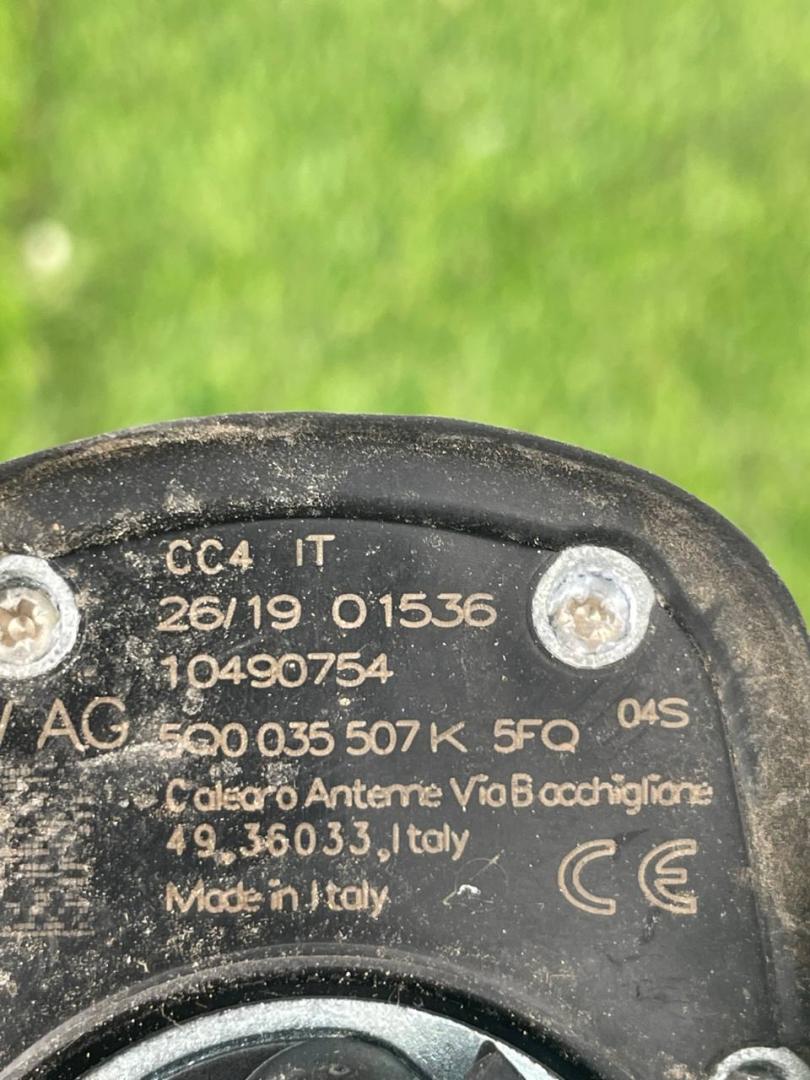 CC4 IT
26/19 01536
10490754
AG
5Q0 035 507 K 5FQ 04S
Calearo Antenne Via Bacchiglione
49,36033,Italy
Made in Italy
CE